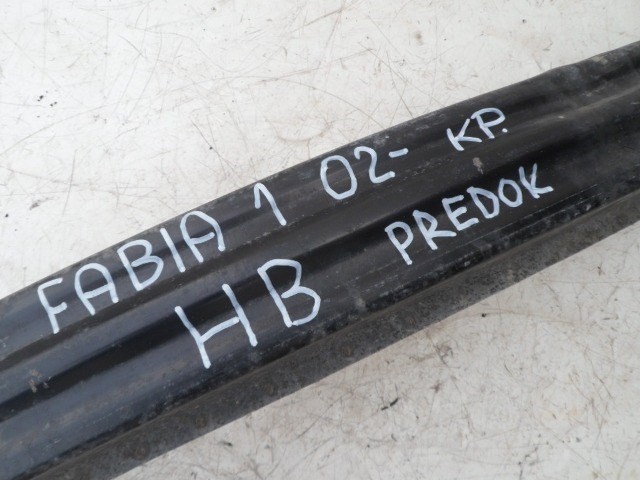 FABIA 1 02- KP.
HB PREDOK